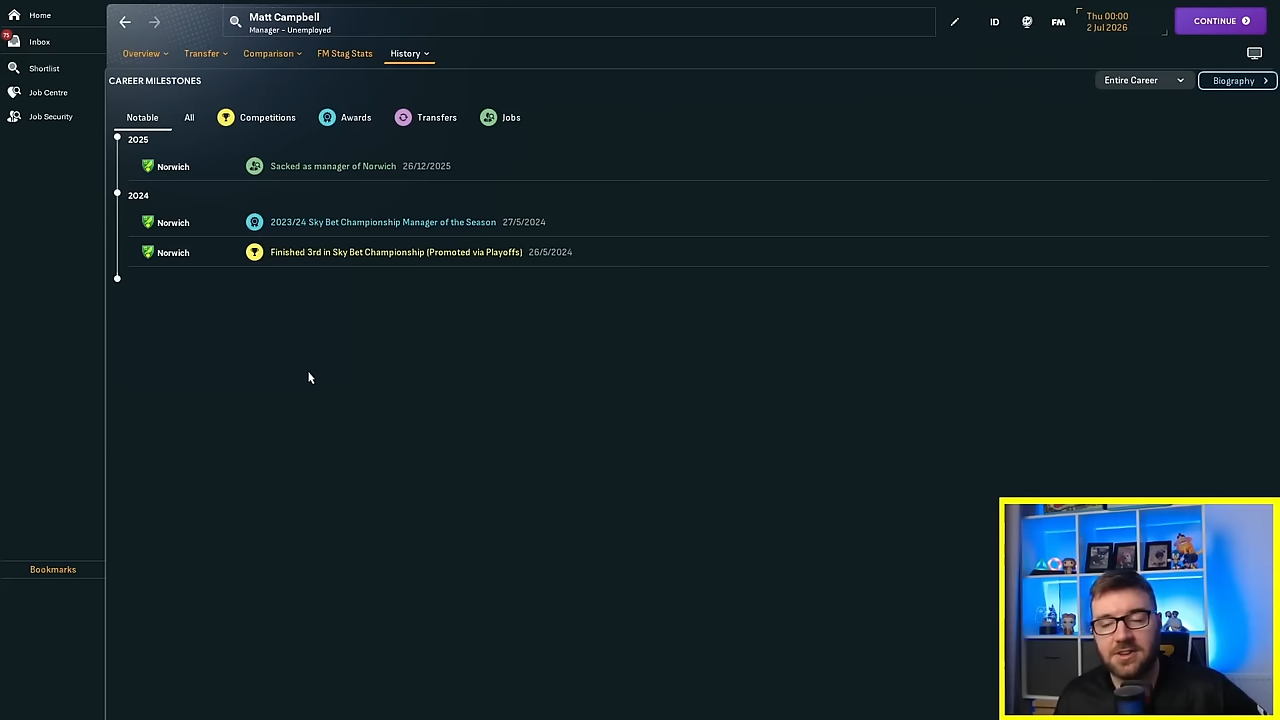 Home
Inbox
75
Shortlist
Job Centre
Job Security
Bookmarks
Matt Campbell
Manager - Unemployed
ID
FM
Thu 00:00
2 Jul 2026
CONTINUE
Overview
Transfer
Comparison
FM Stag Stats
History
CAREER MILESTONES
Entire Career
Biography
Notable
All
Competitions
Awards
Transfers
Jobs
2025
Norwich
Sacked as manager of Norwich 26/12/2025
2024
Norwich
2023/24 Sky Bet Championship Manager of the Season 27/5/2024
Norwich
Finished 3rd in Sky Bet Championship (Promoted via Playoffs) 26/5/2024